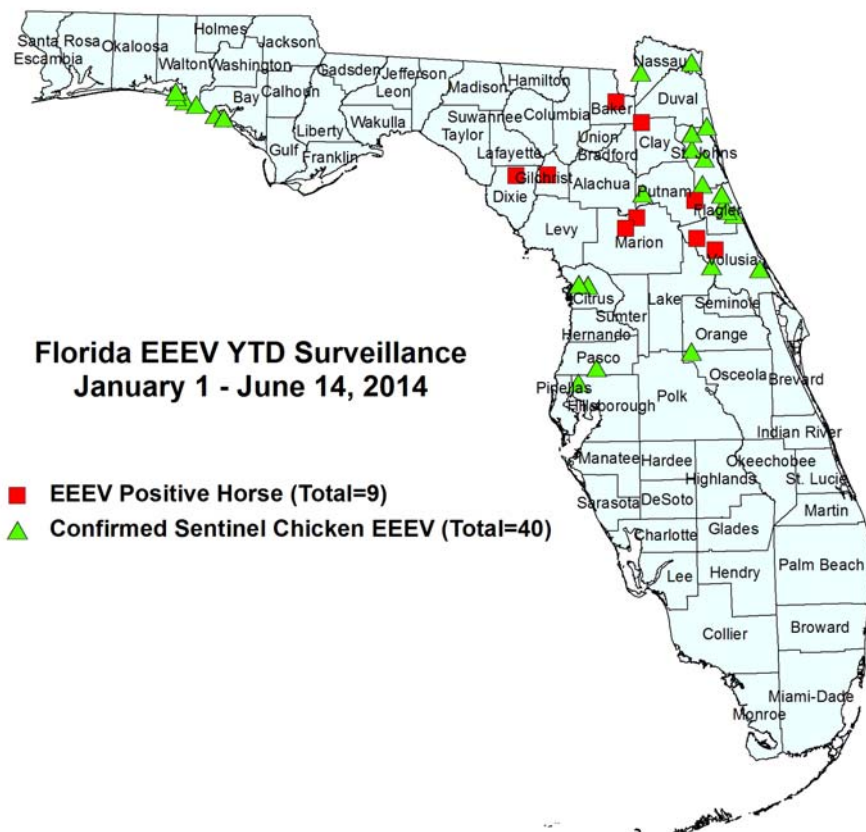 Holmes
Jackson
Santa Rosa
Okaloosa
Escambia
Walton
Washington
Gadsden
Nassau
Hamilton
Jefferson
Madison
Leon
Calhoun
Bay
Baker
Duval
Suwannee
Columbia
Liberty
Wakulla
Taylor
Union
Clay
Gulf
Lafayette
Bradford
St. Johns
Franklin
Gilchrist
Alachua
Putnam
Dixie
Flagler
Levy
Marion
Volusia
Citrus
Lake
Sumter
Seminole
Hernando
Orange
Florida EEEV YTD Surveillance
January 1 - June 14, 2014
Pasco
Osceola
Brevard
Pinellas
Polk
Hillsborough
Indian River
Manatee
Hardee
Okeechobee
Highlands
St. Lucie
EEEV Positive Horse (Total=9)
Sarasota
DeSoto
Martin
Confirmed Sentinel Chicken EEEV (Total=40)
Charlotte
Glades
Palm Beach
Lee
Hendry
Collier
Broward
Miami-Dade
Monroe